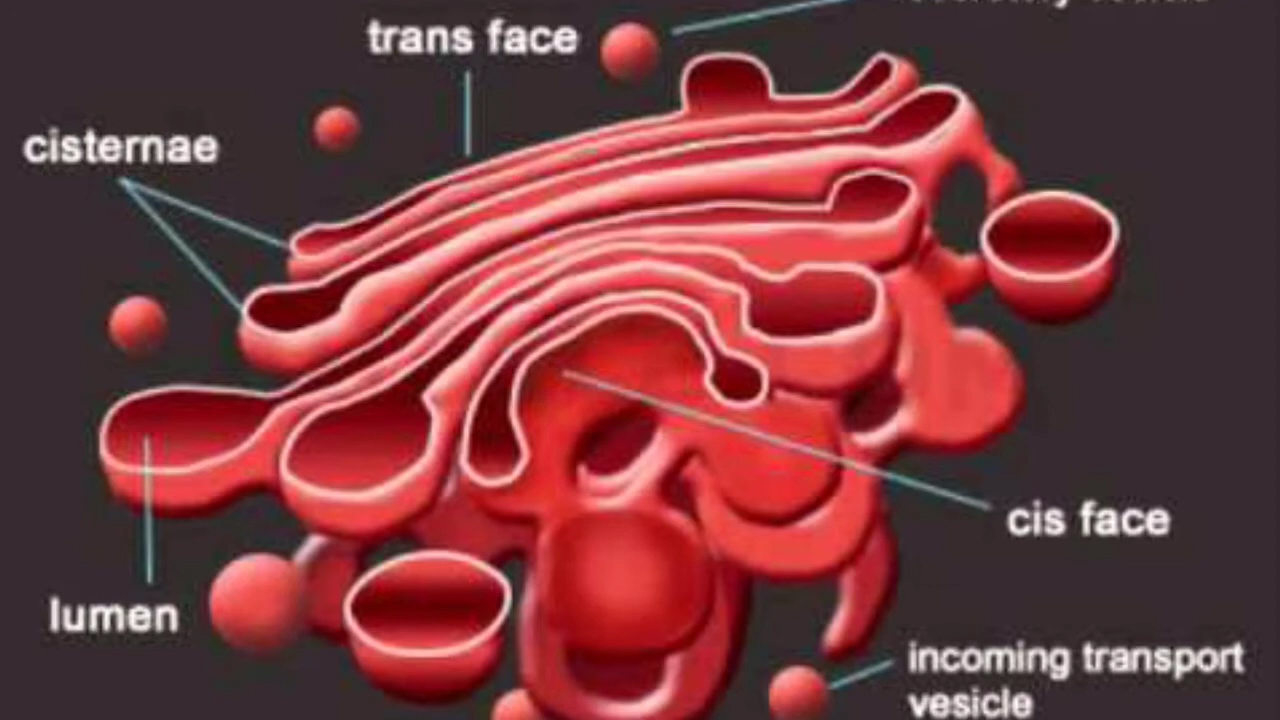 trans face
cisternae
cis face
lumen
incoming transport
vesicle